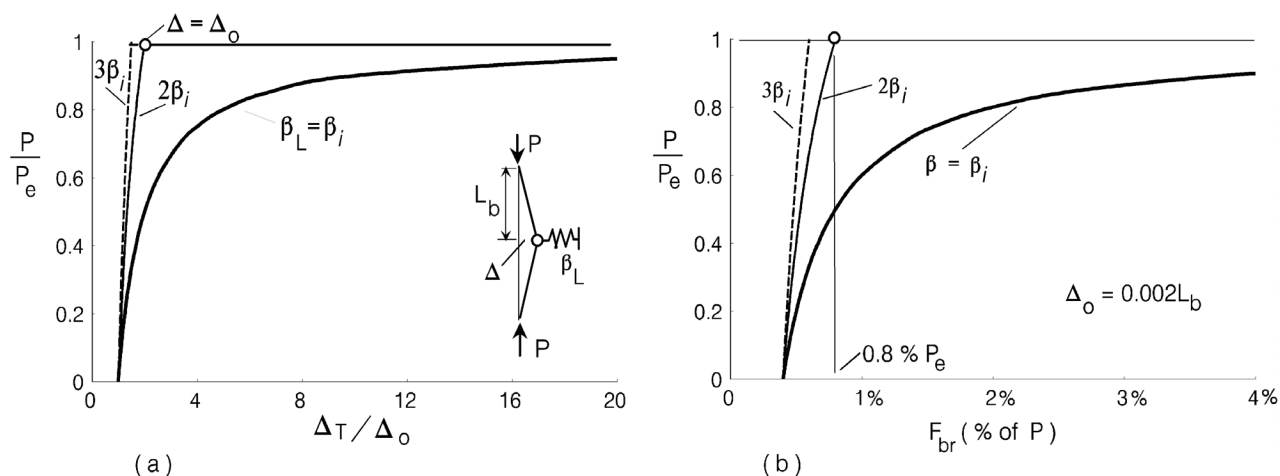 Δ = Δo
1
0.8
0.6
0.4
0.2
0
P
Pe
3βi
2βi
βL = βi
P
Lb
Δ
βL
P
0 4 8 12 16 20
ΔT / Δo
(a)
1
0.8
0.6
0.4
0.2
0
P
Pe
3βi
2βi
β = βi
Δo = 0.002Lb
0.8 % Pe
0 1% 2% 3% 4%
Fbr ( % of P )
(b)